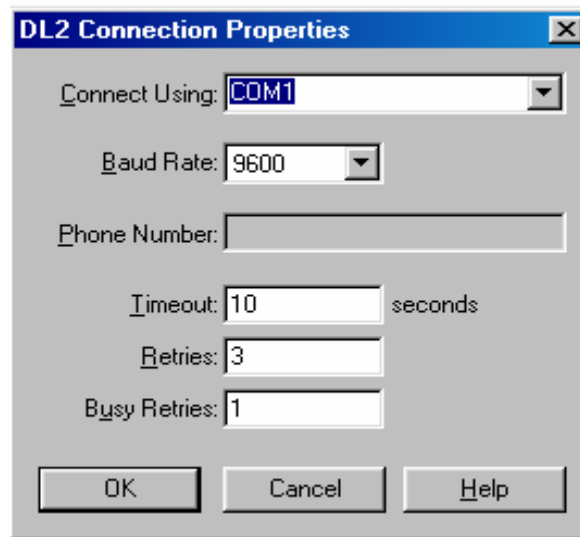 DL2 Connection Properties
Connect Using: COM1
Baud Rate: 9600
Phone Number:
Timeout: 10 seconds
Retries: 3
Busy Retries: 1
OK Cancel Help